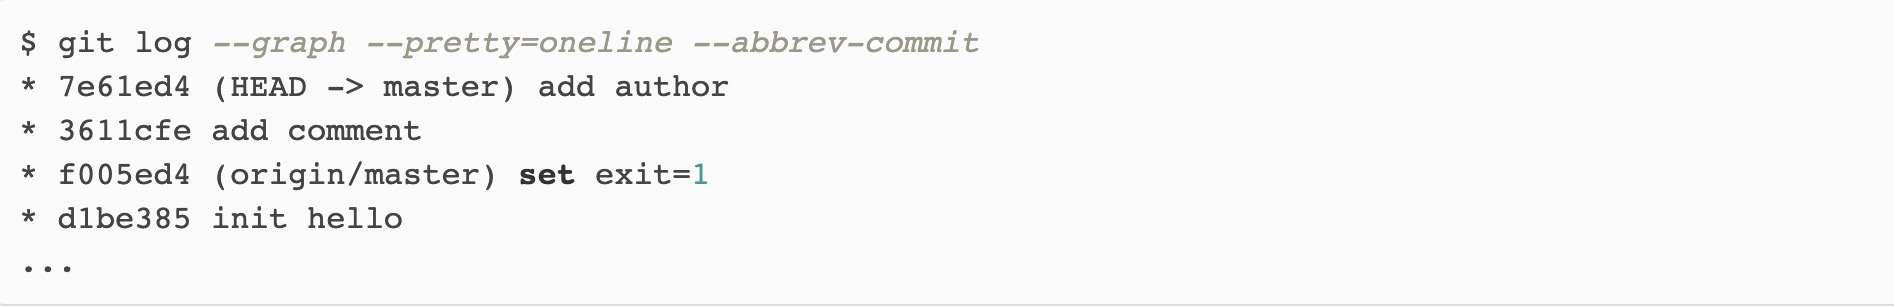 $ git log --graph --pretty=oneline --abbrev-commit
* 7e61ed4 (HEAD -> master) add author
* 3611cfe add comment
* f005ed4 (origin/master) set exit=1
* d1be385 init hello
...